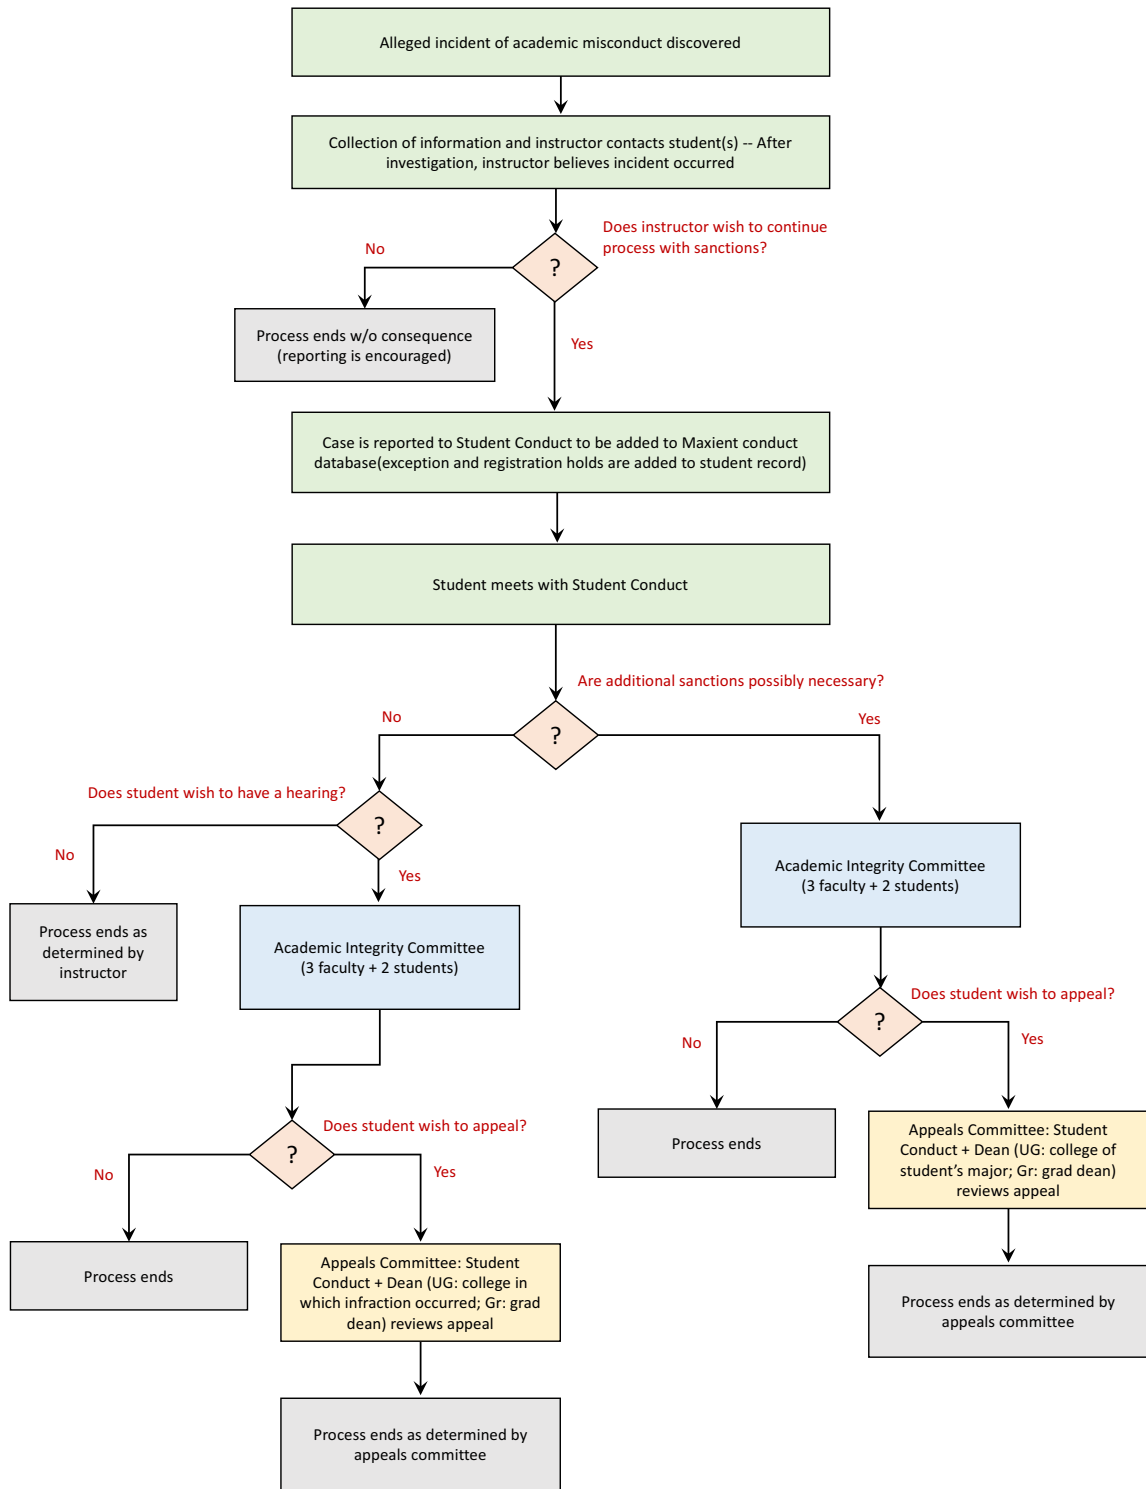 Alleged incident of academic misconduct discovered
Collection of information and instructor contacts student(s) -- After
investigation, instructor believes incident occurred
Does instructor wish to continue
process with sanctions?
?
No
Process ends w/o consequence
(reporting is encouraged)
Yes
Case is reported to Student Conduct to be added to Maxient conduct
database(exception and registration holds are added to student record)
Student meets with Student Conduct
Are additional sanctions possibly necessary?
?
No
Yes
Does student wish to have a hearing?
?
No
Yes
Process ends as
determined by
instructor
Academic Integrity Committee
(3 faculty + 2 students)
Does student wish to appeal?
?
No
Yes
Process ends
Appeals Committee: Student
Conduct + Dean (UG: college in
which infraction occurred; Gr: grad
dean) reviews appeal
Process ends as determined by
appeals committee
Academic Integrity Committee
(3 faculty + 2 students)
Does student wish to appeal?
?
No
Yes
Process ends
Appeals Committee: Student
Conduct + Dean (UG: college of
student’s major; Gr: grad dean)
reviews appeal
Process ends as determined by
appeals committee